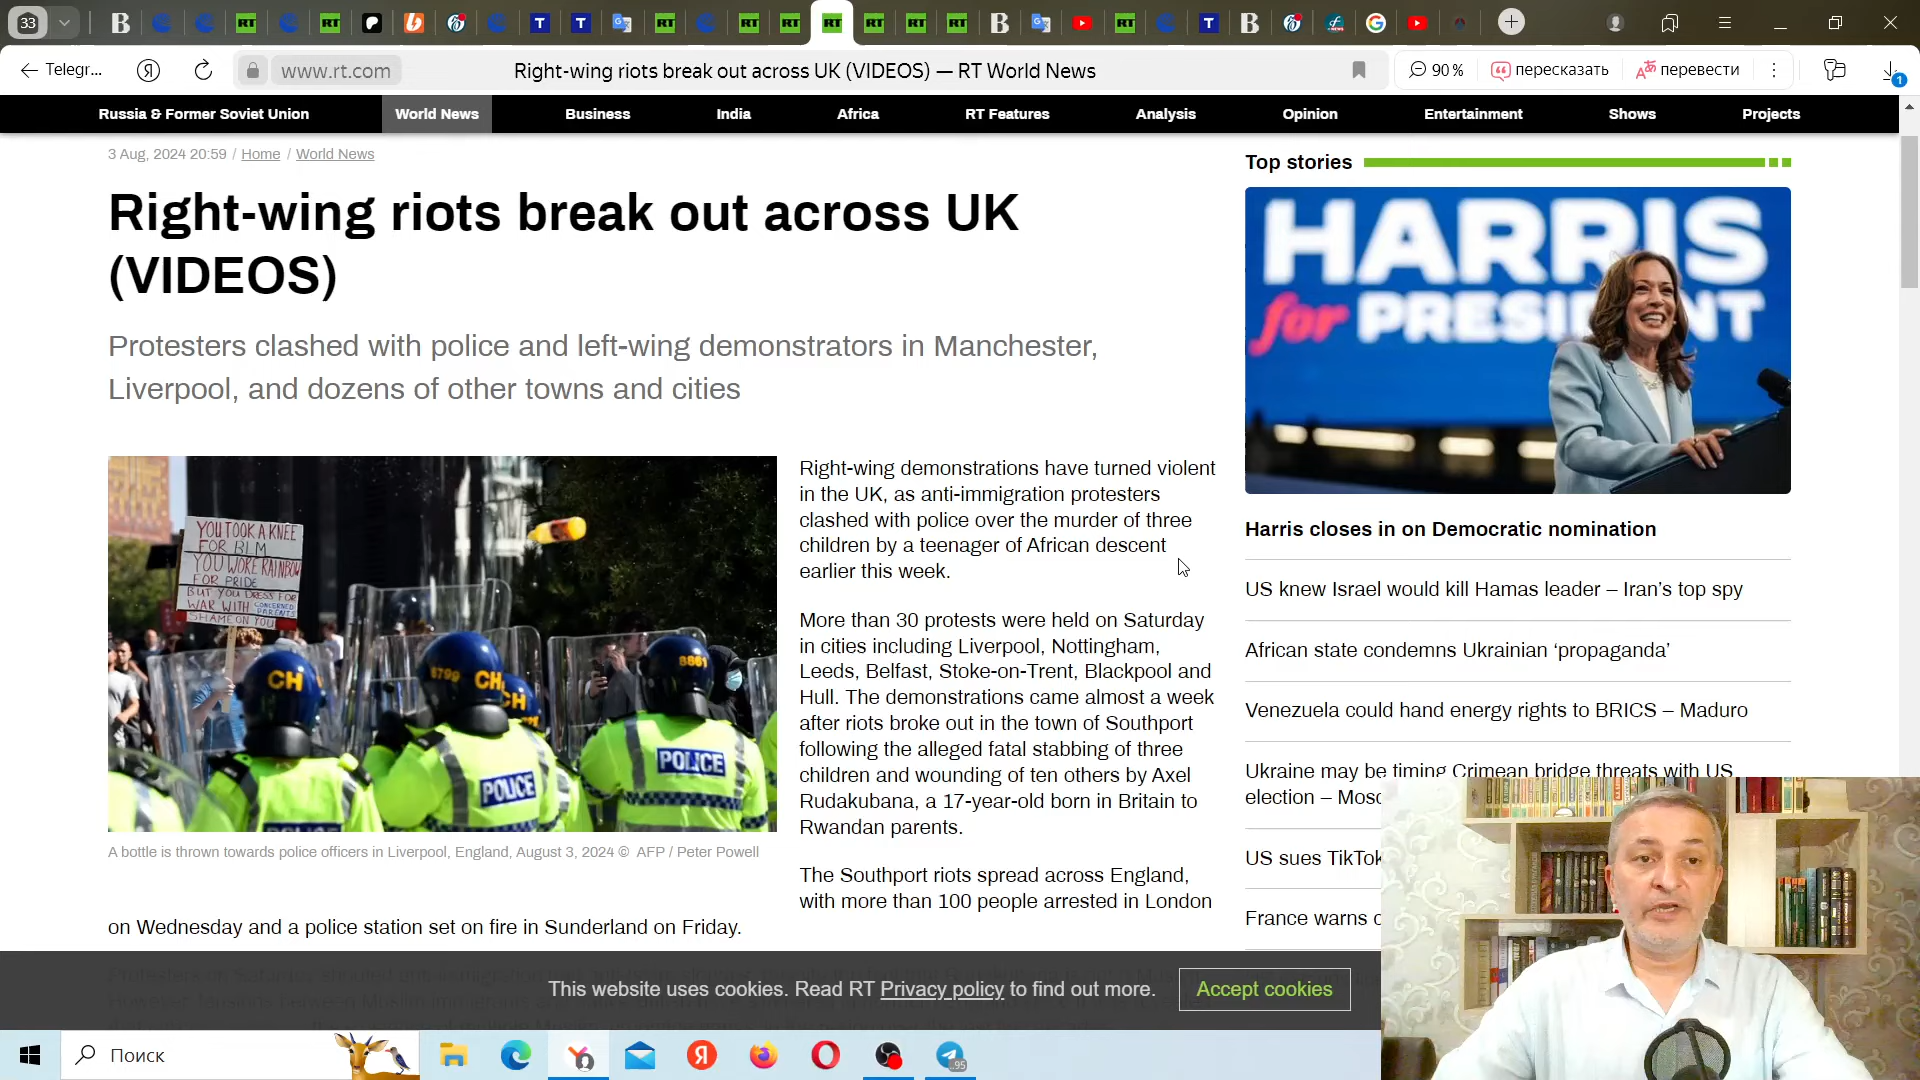 33
Telegr...
www.rt.com
Right-wing riots break out across UK (VIDEOS) — RT World News
90 %
пересказать
перевести
1
Russia & Former Soviet Union
World News
Business
India
Africa
RT Features
Analysis
Opinion
Entertainment
Shows
Projects
3 Aug, 2024 20:59 / Home / World News
Right-wing riots break out across UK
(VIDEOS)
Protesters clashed with police and left-wing demonstrators in Manchester,
Liverpool, and dozens of other towns and cities
YOU TOOK A KNEE
FOR BLM
YOU WORE RAINBOW
FOR PRIDE
BUT YOU DRESS FOR
WAR WITH CONCERNED
PARENTS
SHAME ON YOU
CH
6799 CH
CH
8861
POLICE
POLICE
POLICE
A bottle is thrown towards police officers in Liverpool, England, August 3, 2024 © AFP / Peter Powell
Right-wing demonstrations have turned violent
in the UK, as anti-immigration protesters
clashed with police over the murder of three
children by a teenager of African descent
earlier this week.
More than 30 protests were held on Saturday
in cities including Liverpool, Nottingham,
Leeds, Belfast, Stoke-on-Trent, Blackpool and
Hull. The demonstrations came almost a week
after riots broke out in the town of Southport
following the alleged fatal stabbing of three
children and wounding of ten others by Axel
Rudakubana, a 17-year-old born in Britain to
Rwandan parents.
The Southport riots spread across England,
with more than 100 people arrested in London
on Wednesday and a police station set on fire in Sunderland on Friday.
Top stories
HARRIS
for PRESIDENT
Harris closes in on Democratic nomination
US knew Israel would kill Hamas leader – Iran's top spy
African state condemns Ukrainian 'propaganda'
Venezuela could hand energy rights to BRICS – Maduro
Ukraine may be timing Crimean bridge threats with US
election – Mosc
US sues TikTok
France warns
This website uses cookies. Read RT Privacy policy to find out more.
Accept cookies
Поиск
95